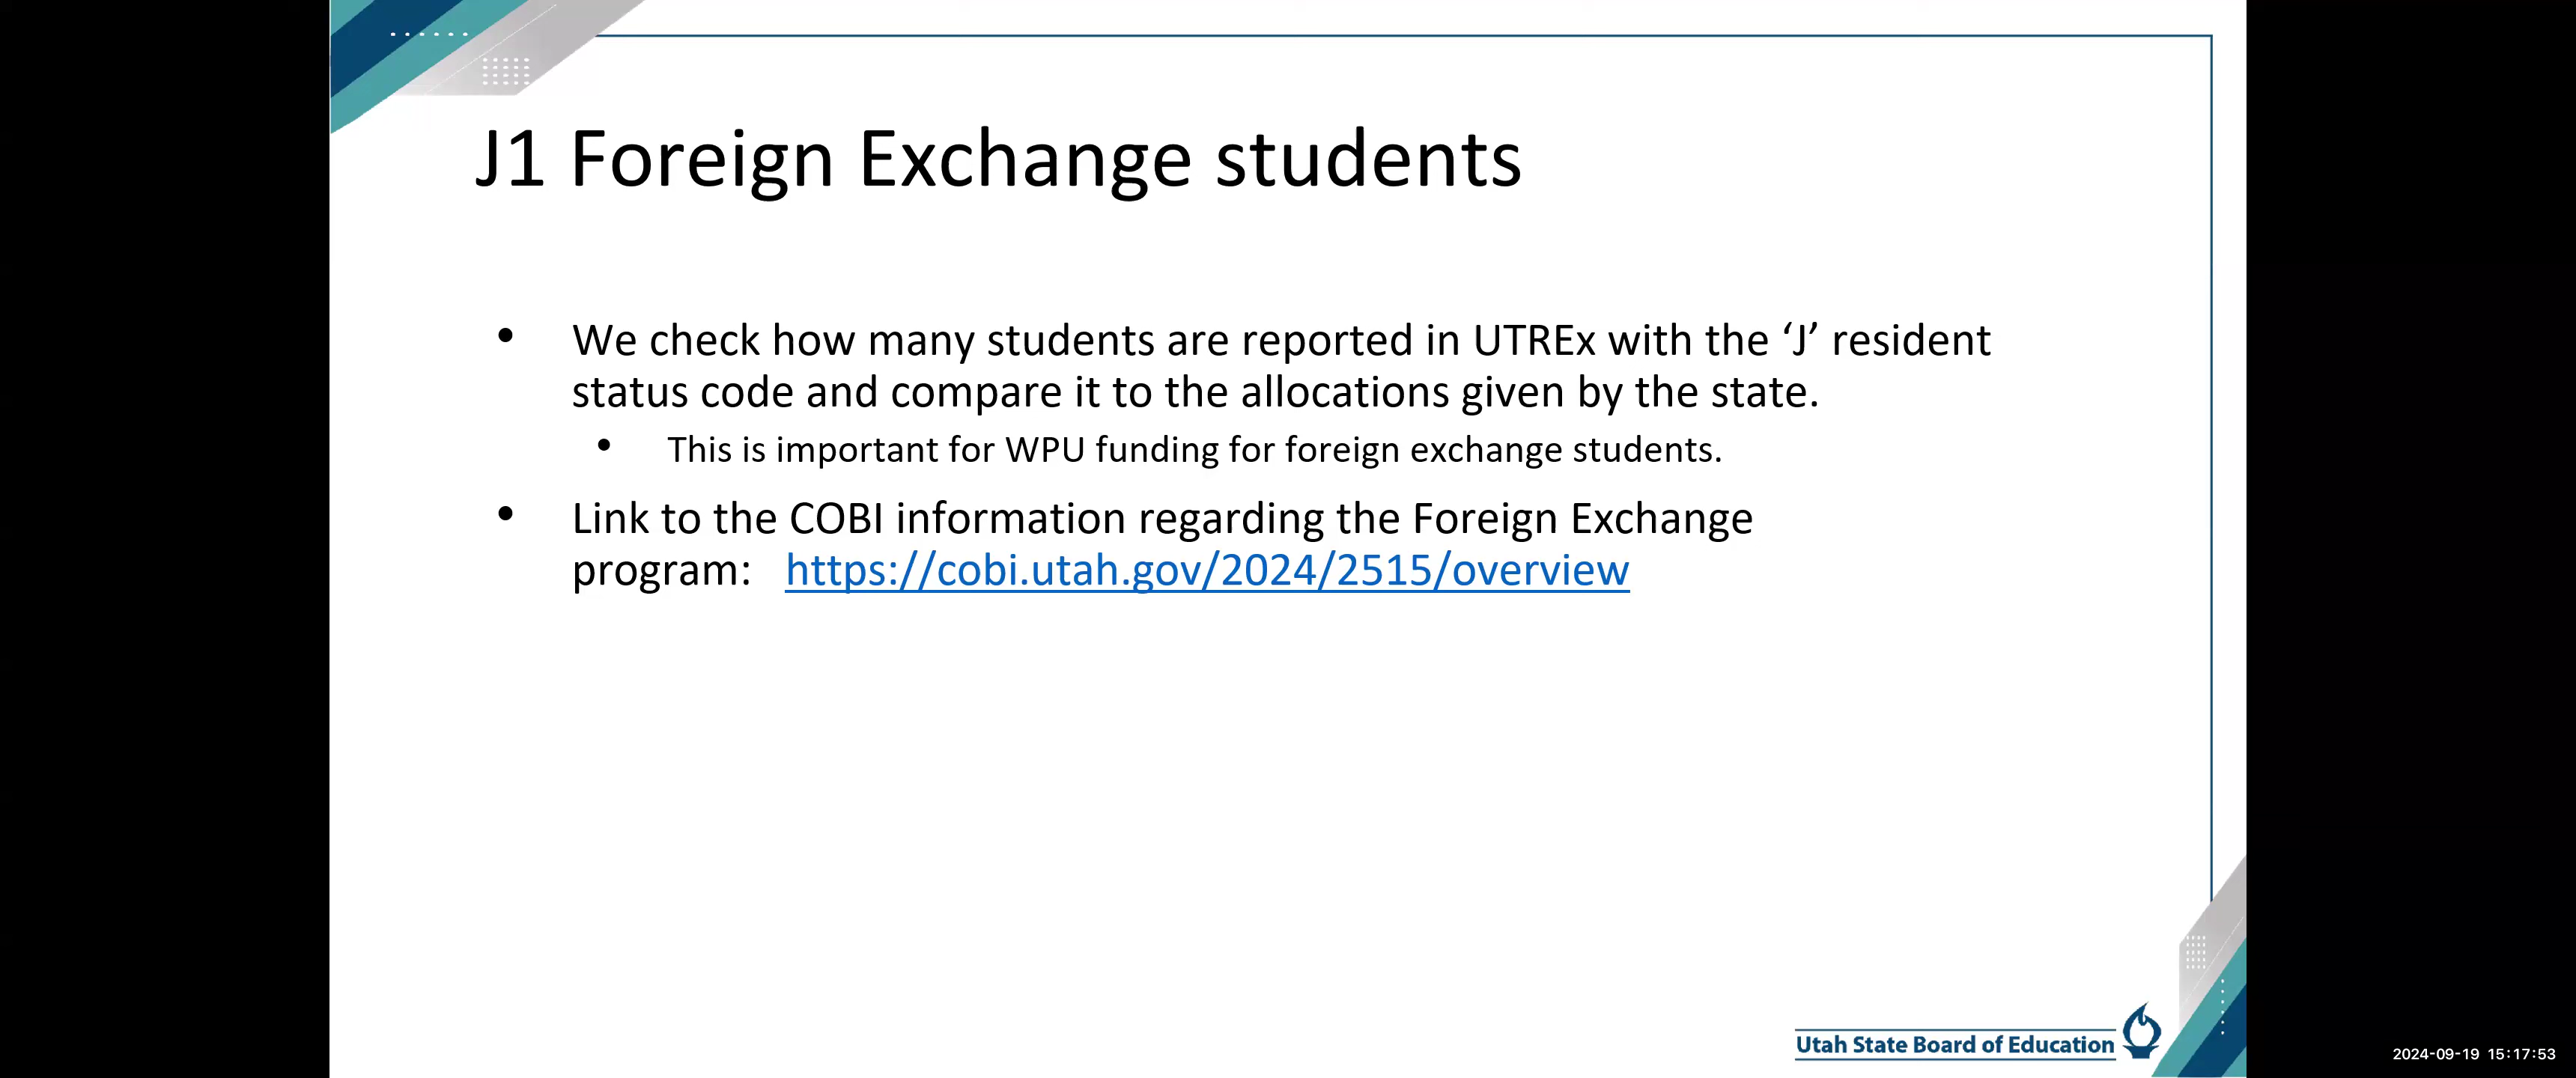 J1 Foreign Exchange students
• We check how many students are reported in UTREx with the ‘J’ resident
status code and compare it to the allocations given by the state.
• This is important for WPU funding for foreign exchange students.
• Link to the COBI information regarding the Foreign Exchange
program: https://cobi.utah.gov/2024/2515/overview
Utah State Board of Education
2024-09-19 15:17:53